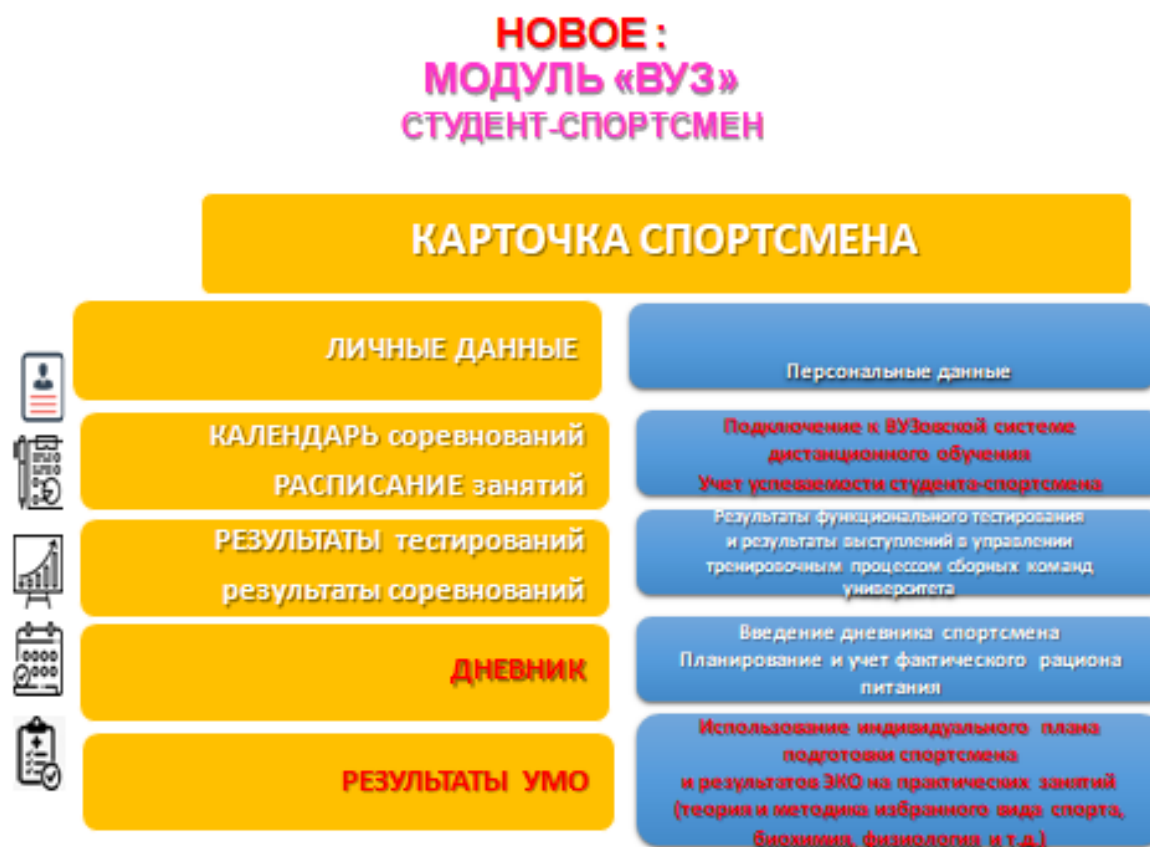 НОВОЕ :
МОДУЛЬ «ВУЗ»
СТУДЕНТ-СПОРТСМЕН
КАРТОЧКА СПОРТСМЕНА
ЛИЧНЫЕ ДАННЫЕ
Персональные данные
КАЛЕНДАРЬ соревнований
РАСПИСАНИЕ занятий
Подключение к ВУЗовской системе
дистанционного обучения
Учет успеваемости студента-спортсмена
РЕЗУЛЬТАТЫ тестирований
результаты соревнований
Результаты функционального тестирования
и результаты выступлений в управлении
тренировочным процессом сборных команд
университета
ДНЕВНИК
Введение дневника спортсмена
Планирование и учет фактического рациона
питания
РЕЗУЛЬТАТЫ УМО
Использование индивидуального плана
подготовки спортсмена
и результатов ЭКО на практических занятий
(теория и методика избранного вида спорта,
биохимия, физиология и т.д.)